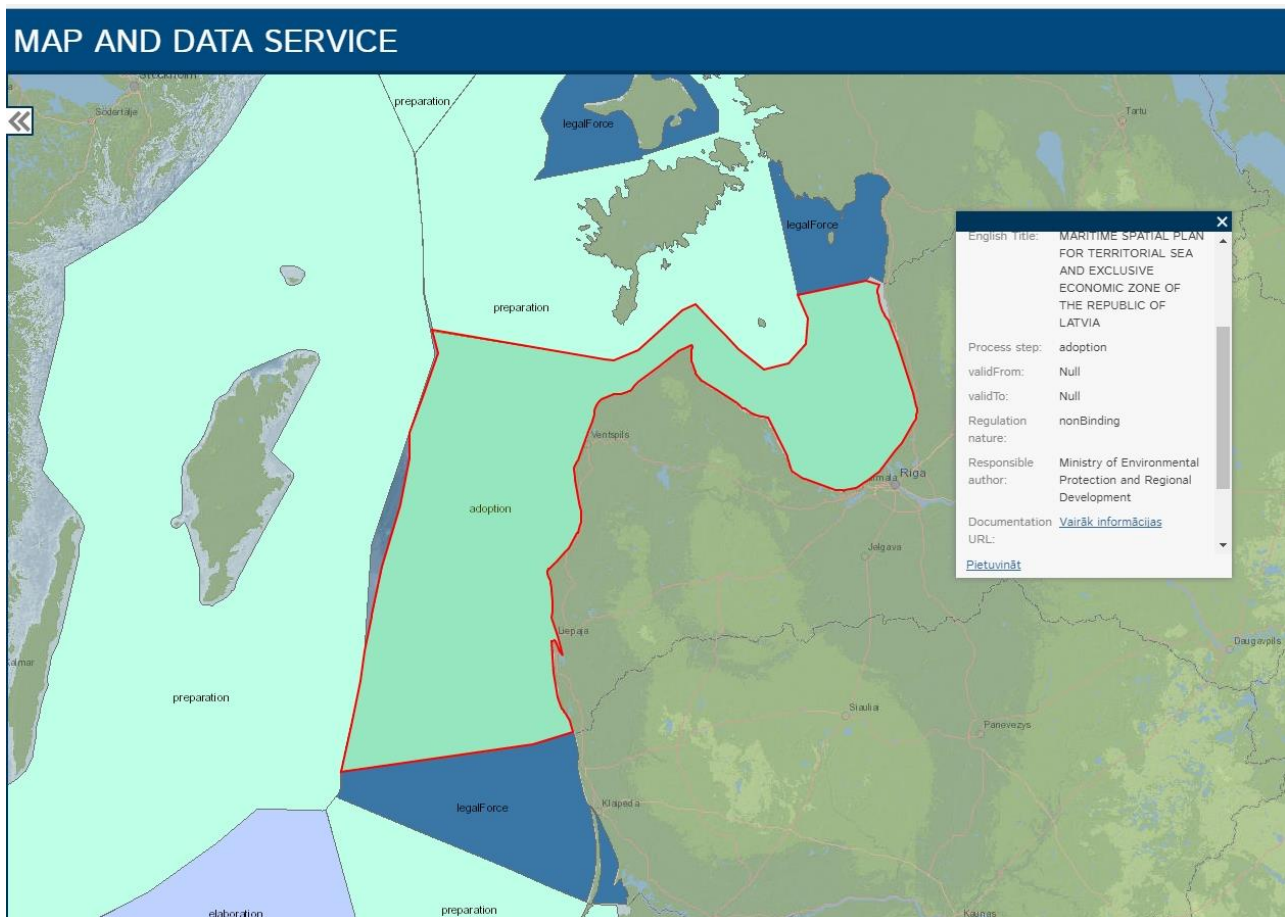 MAP AND DATA SERVICE
Stockholm
Södertälje
preparation
legalForce
Tartu
legalForce
English Title: MARITIME SPATIAL PLAN
FOR TERRITORIAL SEA
AND EXCLUSIVE
ECONOMIC ZONE OF
THE REPUBLIC OF
LATVIA
Process step: adoption
validFrom: Null
validTo: Null
Regulation nonBinding
nature:
Responsible Ministry of Environmental
author: Protection and Regional
Development
Documentation Vairāk informācijas
URL:
Pietuvināt
preparation
Ventspils
Riga
adoption
Jelgava
Liepaja
Daugavpils
preparation
Siauliai
Panevezys
legalForce
Klaipeda
elaboration
preparation
Kaunas